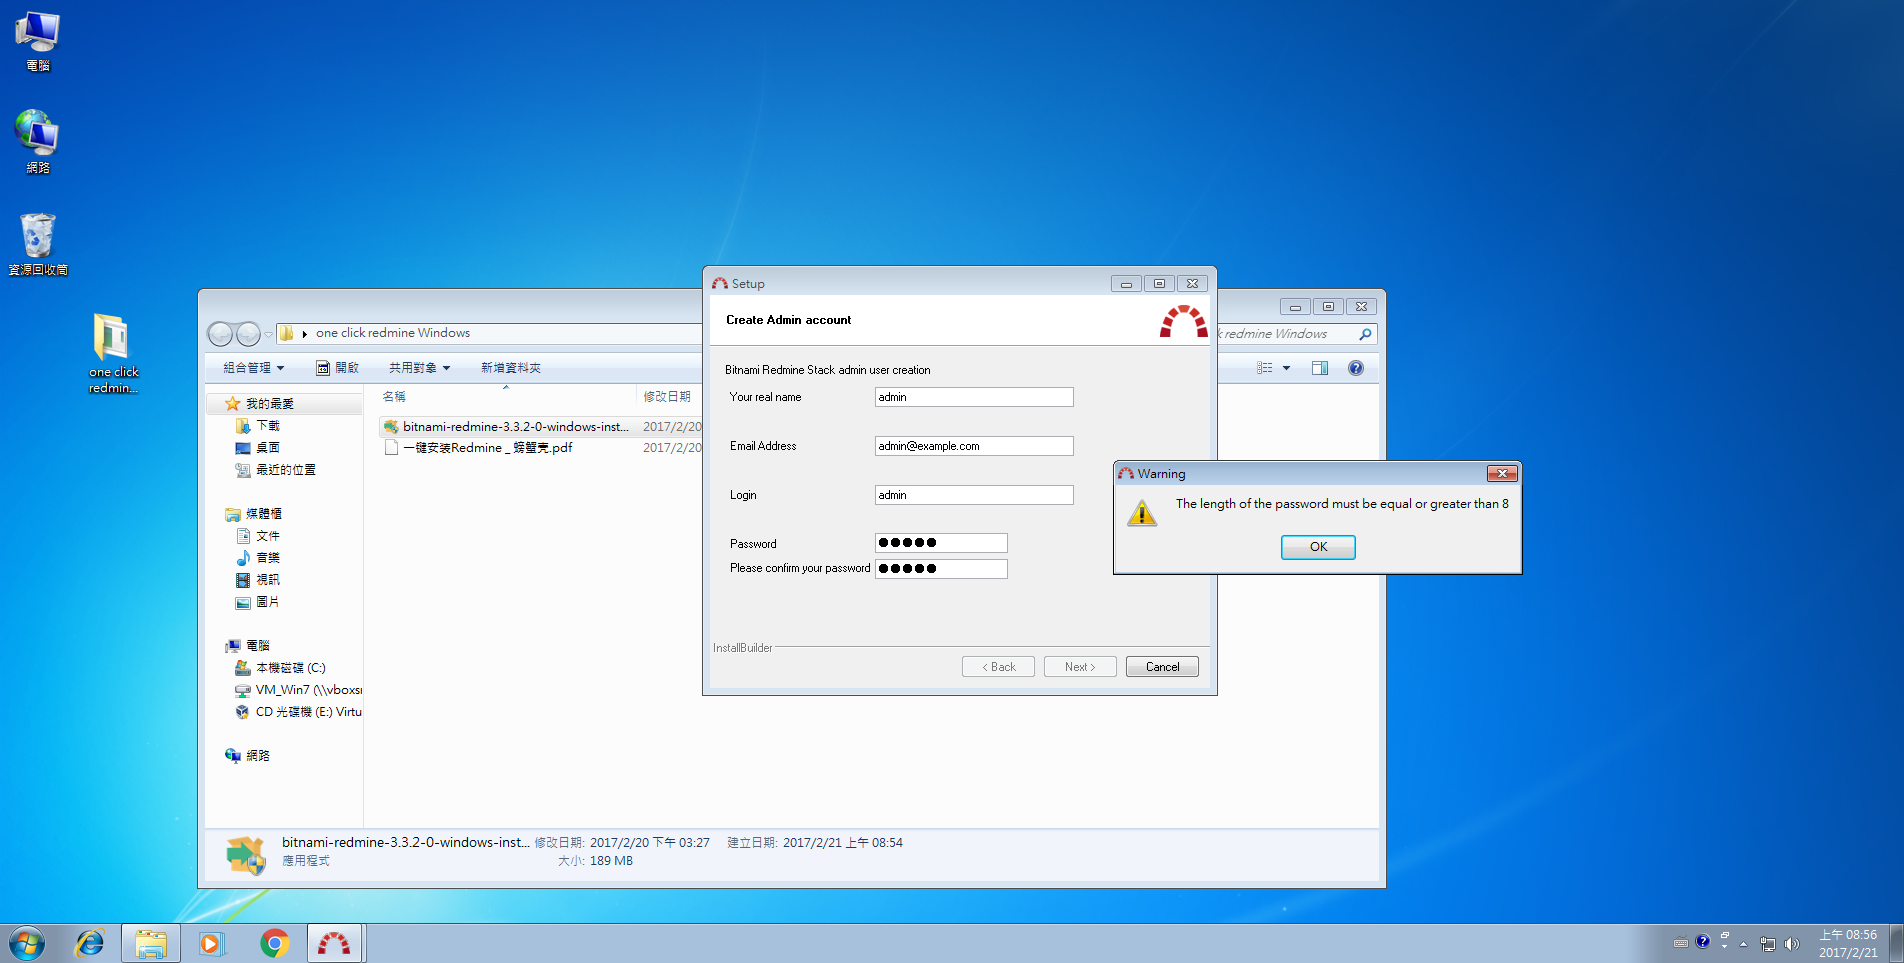 電腦
網路
資源回收筒
one click
redmin...
one click redmine Windows
redmine Windows
組合管理
開啟
共用對象
新增資料夾
我的最愛
下載
桌面
最近的位置
媒體櫃
文件
音樂
視訊
圖片
電腦
本機磁碟 (C:)
VM_Win7 (\\vboxsr
CD 光碟機 (E:) Virtu
網路
名稱
修改日期
bitnami-redmine-3.3.2-0-windows-inst...
2017/2/20
一键安装Redmine _ 螃蟹壳.pdf
2017/2/20
bitnami-redmine-3.3.2-0-windows-inst... 修改日期: 2017/2/20 下午 03:27 建立日期: 2017/2/21 上午 08:54
應用程式 大小: 189 MB
Setup
Create Admin account
Bitnami Redmine Stack admin user creation
Your real name
admin
Email Address
admin@example.com
Login
admin
Password
●●●●●
Please confirm your password
●●●●●
InstallBuilder
< Back
Next >
Cancel
Warning
The length of the password must be equal or greater than 8
OK
上午 08:56
2017/2/21